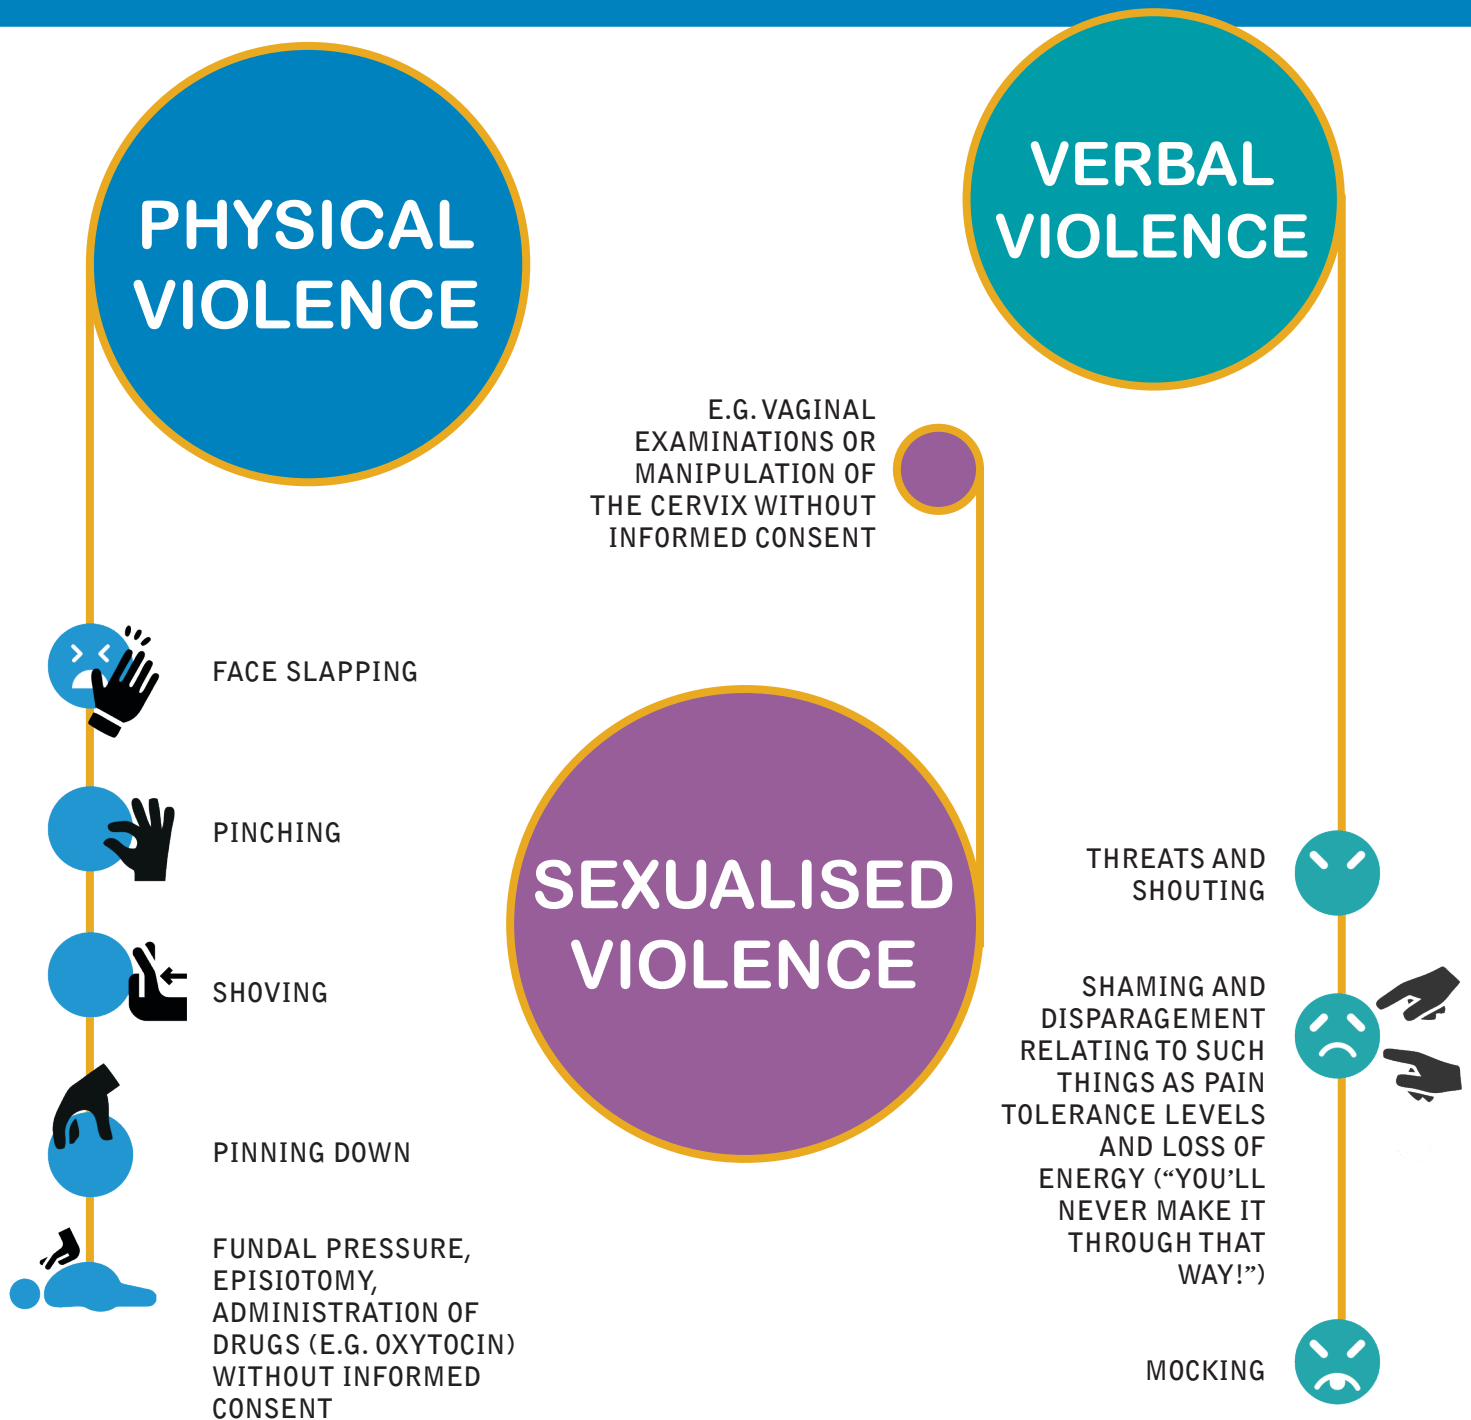 PHYSICAL
VIOLENCE
FACE SLAPPING
PINCHING
SHOVING
PINNING DOWN
FUNDAL PRESSURE,
EPISIOTOMY,
ADMINISTRATION OF
DRUGS (E.G. OXYTOCIN)
WITHOUT INFORMED
CONSENT
E.G. VAGINAL
EXAMINATIONS OR
MANIPULATION OF
THE CERVIX WITHOUT
INFORMED CONSENT
SEXUALISED
VIOLENCE
VERBAL
VIOLENCE
THREATS AND
SHOUTING
SHAMING AND
DISPARAGEMENT
RELATING TO SUCH
THINGS AS PAIN
TOLERANCE LEVELS
AND LOSS OF
ENERGY (“YOU’LL
NEVER MAKE IT
THROUGH THAT
WAY!”)
MOCKING